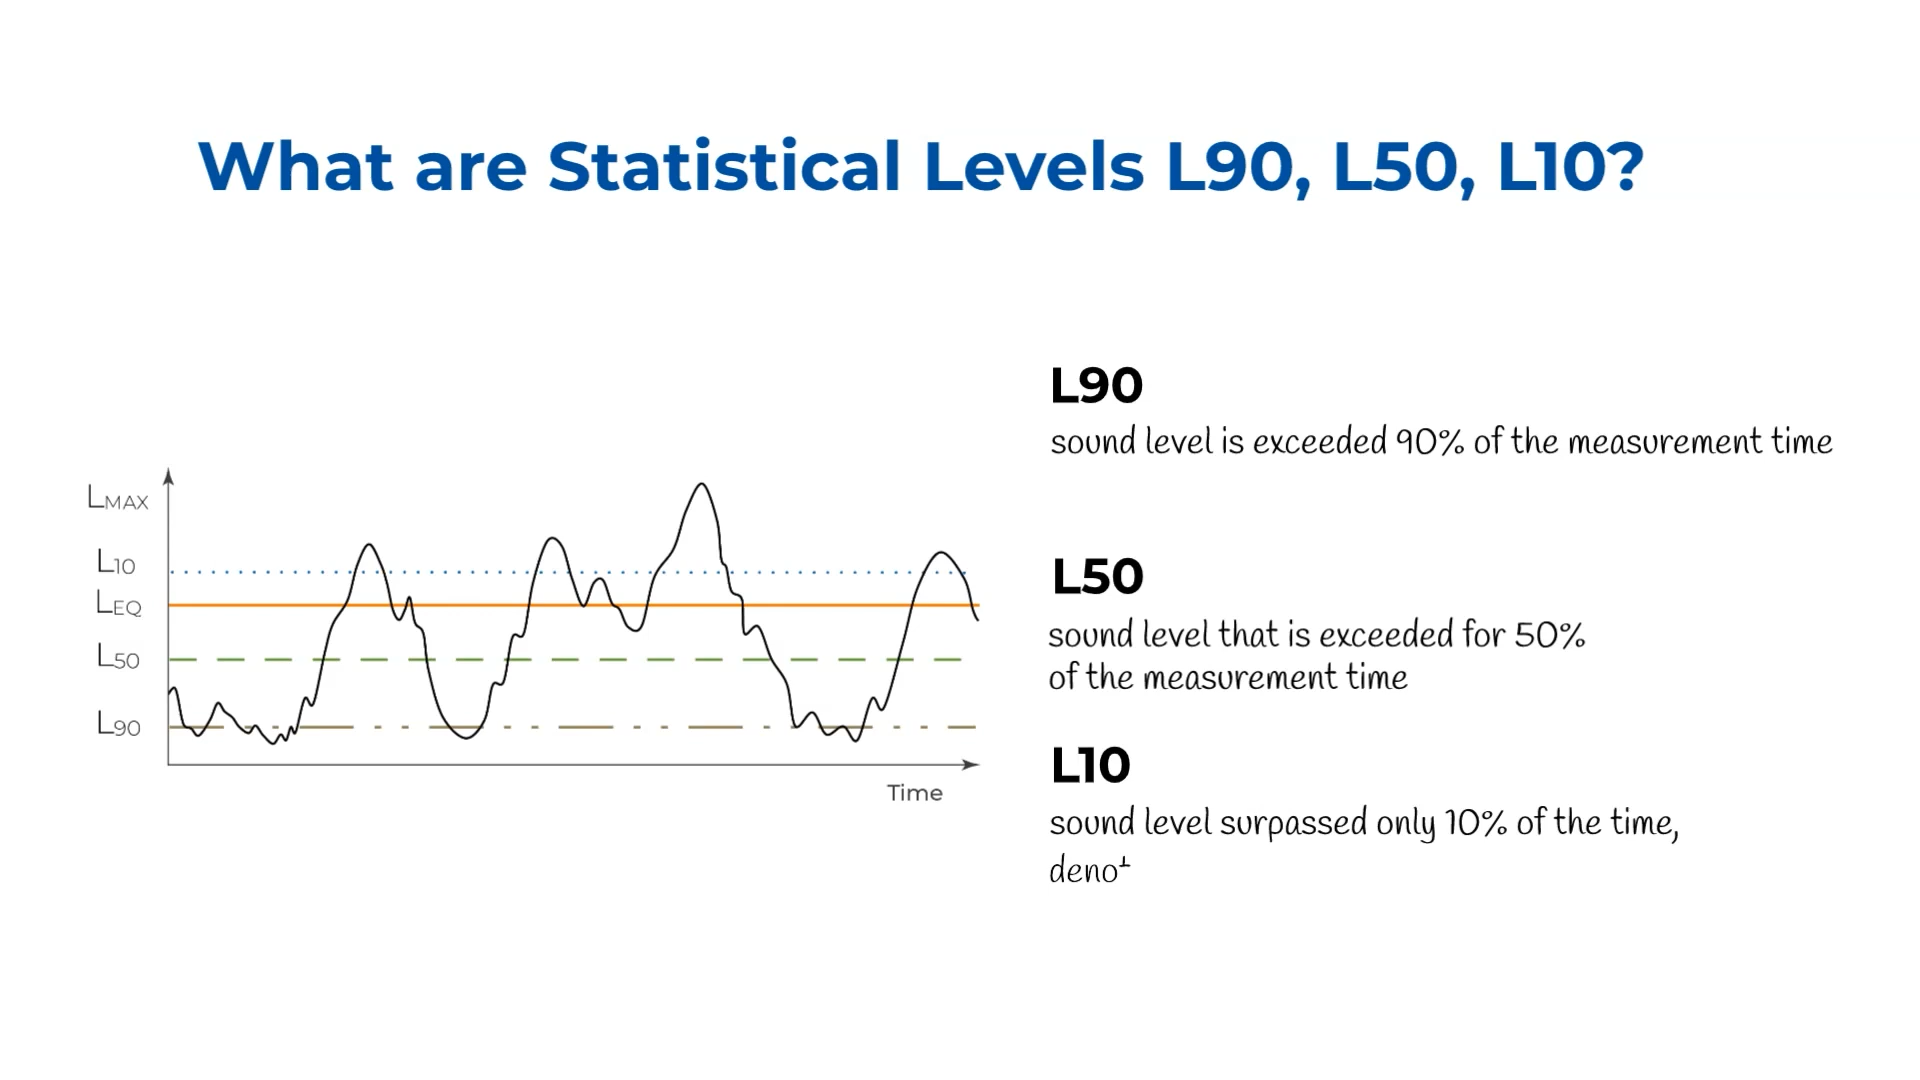 What are Statistical Levels L90, L50, L10?
L90
sound level is exceeded 90% of the measurement time
LMAX
L10
LEQ
L50
L90
Time
L50
sound level that is exceeded for 50%
of the measurement time
L10
sound level surpassed only 10% of the time,